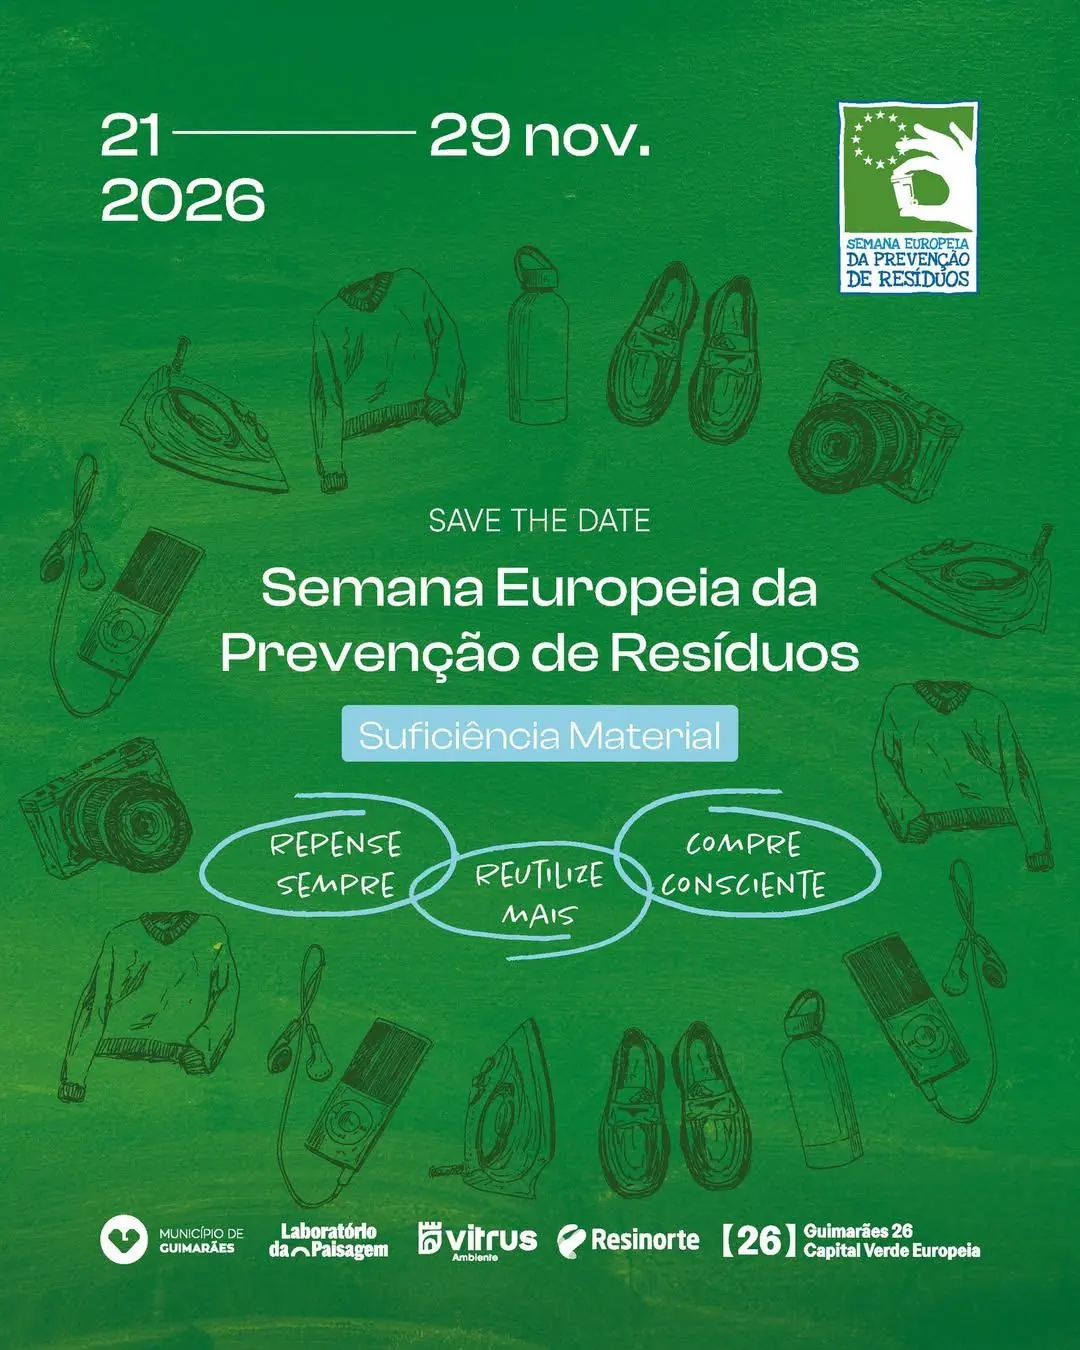 21 29 nov.
2026
SEMANA EUROPEIA
DA PREVENÇÃO
DE RESÍDUOS
SAVE THE DATE
Semana Europeia da
Prevenção de Resíduos
Suficiência Material
REPENSE
SEMPRE
REUTILIZE
MAIS
COMPRE
CONSCIENTE
MUNICÍPIO DE
GUIMARÃES
Laboratório
da Paisagem
vitrus
Ambiente
Resinorte
[26]
Guimarães 26
Capital Verde Europeia